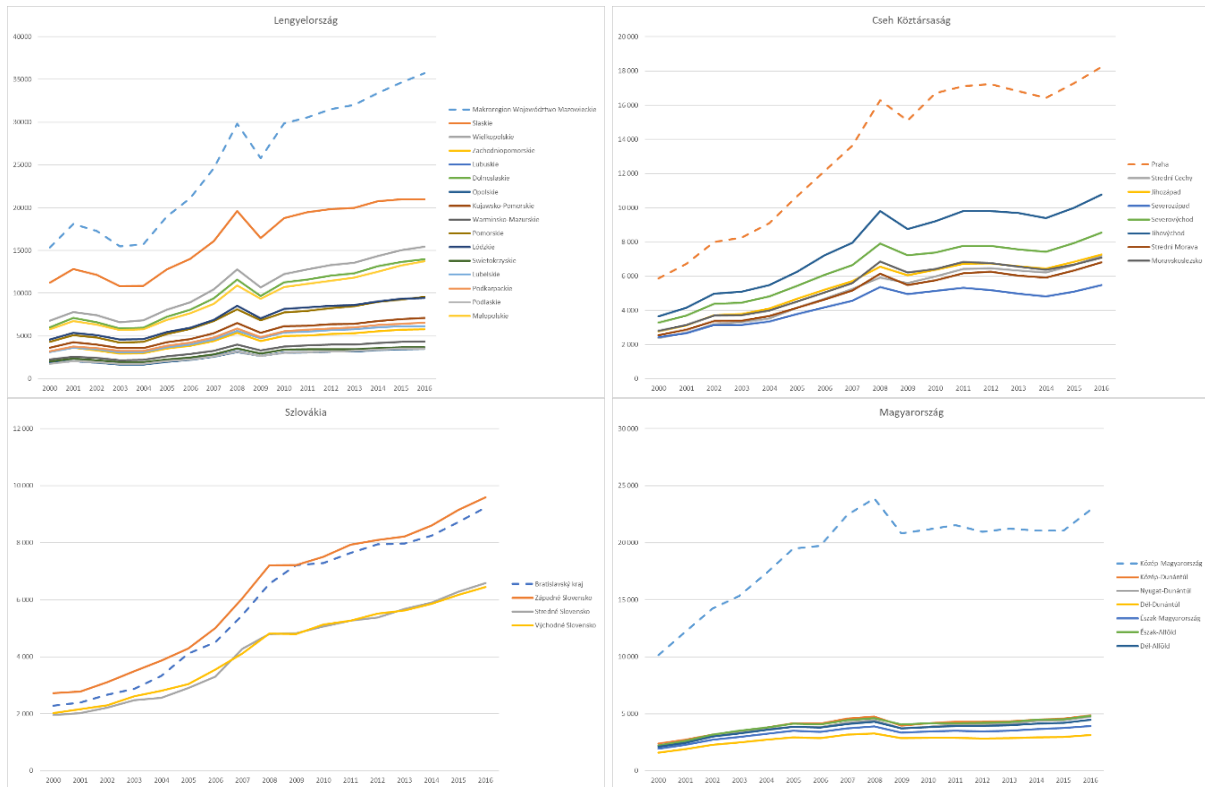 Lengyelország
40000
35000
30000
25000
20000
15000
10000
5000
0
2000 2001 2002 2003 2004 2005 2006 2007 2008 2009 2010 2011 2012 2013 2014 2015 2016
Makroregion Województwo Mazowieckie
Slaskie
Wielkopolskie
Zachodniopomorskie
Lubuskie
Dolnoslaskie
Opolskie
Kujawsko-Pomorskie
Warminsko-Mazurskie
Pomorskie
Lódzkie
Swietokrzyskie
Lubelskie
Podkarpackie
Podlaskie
Malopolskie
Cseh Köztársaság
20 000
18 000
16 000
14 000
12 000
10 000
8 000
6 000
4 000
2 000
0
2000 2001 2002 2003 2004 2005 2006 2007 2008 2009 2010 2011 2012 2013 2014 2015 2016
Praha
Strední Cechy
Jihozápad
Severozápad
Severovýchod
Jihovýchod
Strední Morava
Moravskoslezsko
Szlovákia
12 000
10 000
8 000
6 000
4 000
2 000
0
2000 2001 2002 2003 2004 2005 2006 2007 2008 2009 2010 2011 2012 2013 2014 2015 2016
Bratislavský kraj
Západné Slovensko
Stredné Slovensko
Východné Slovensko
Magyarország
30 000
25 000
20 000
15 000
10 000
5 000
0
2000 2001 2002 2003 2004 2005 2006 2007 2008 2009 2010 2011 2012 2013 2014 2015 2016
Közép-Magyarország
Közép-Dunántúl
Nyugat-Dunántúl
Dél-Dunántúl
Észak-Magyarország
Észak-Alföld
Dél-Alföld